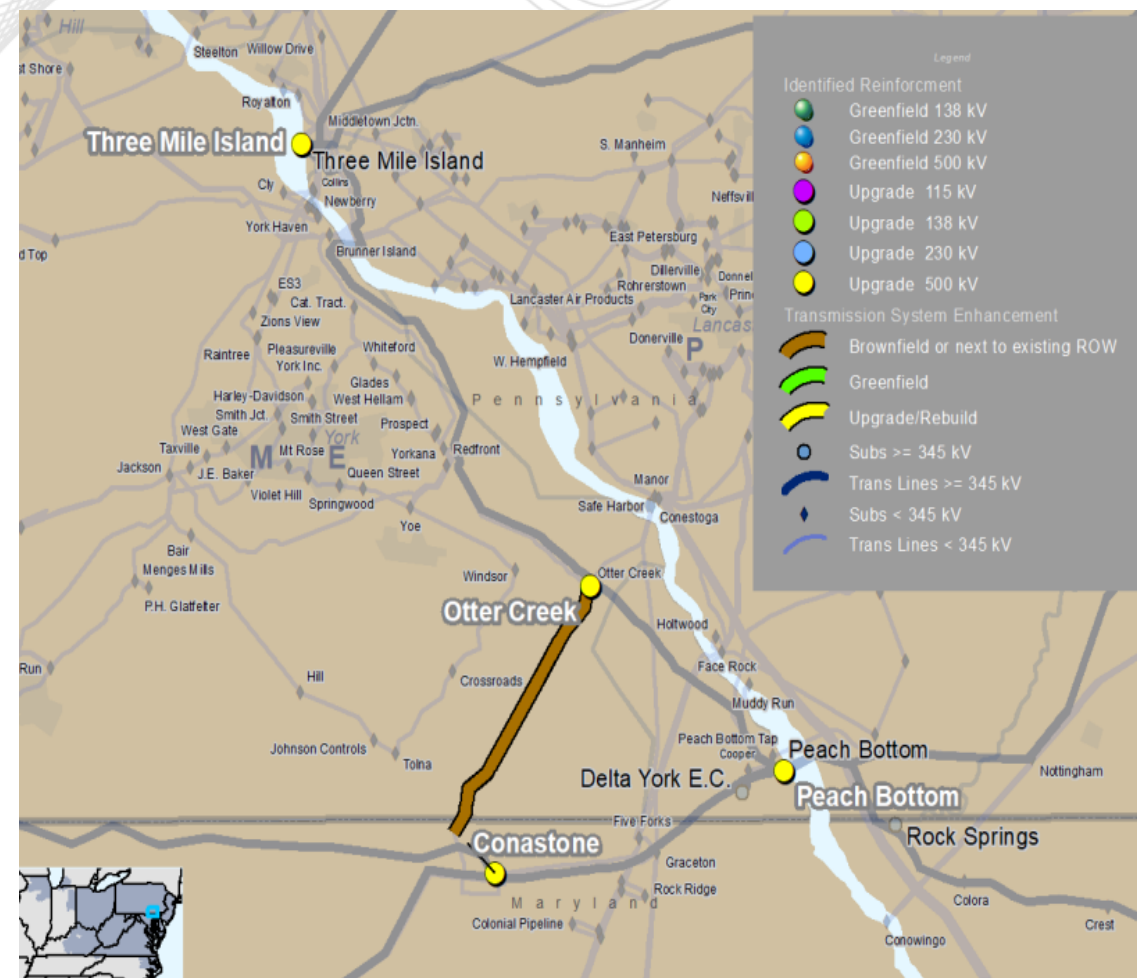 Hill
Steelton
Willow Drive
st Shore
Royalton
Middletown Jctn.
Three Mile Island
Three Mile Island
S. Manheim
Cly
Collins
Newberry
Neffsvil
York Haven
East Petersburg
d Top
Brunner Island
Dillerville
Donnel
Rohrerstown
ES3
Park City
Prin
Cat. Tract.
Lancaster Air Products
Zions View
Lancas
Donerville
P
Raintree
Pleasureville
Whiteford
York Inc.
W. Hempfield
Glades
Harley-Davidson
West Hellam
Pennsylvania
Smith Jct.
Smith Street
Prospect
West Gate
York
Taxville
Mt Rose
Yorkana
Redfront
M E
Jackson
J.E. Baker
Queen Street
Manor
Violet Hill
Springwood
Safe Harbor
Conestoga
Yoe
Bair
Menges Mills
Windsor
Otter Creek
P.H. Glatfelter
Otter Creek
Holtwood
Run
Hill
Crossroads
Face Rock
Muddy Run
Johnson Controls
Tolna
Peach Bottom Tap
Cooper
Peach Bottom
Nottingham
Delta York E.C.
Peach Bottom
Five Forks
Rock Springs
Conastone
Graceton
Rock Ridge
Maryland
Colora
Colonial Pipeline
Crest
Conowingo
Legend
Identified Reinforcment
Greenfield 138 kV
Greenfield 230 kV
Greenfield 500 kV
Upgrade 115 kV
Upgrade 138 kV
Upgrade 230 kV
Upgrade 500 kV
Transmission System Enhancement
Brownfield or next to existing ROW
Greenfield
Upgrade/Rebuild
Subs >= 345 kV
Trans Lines >= 345 kV
Subs < 345 kV
Trans Lines < 345 kV